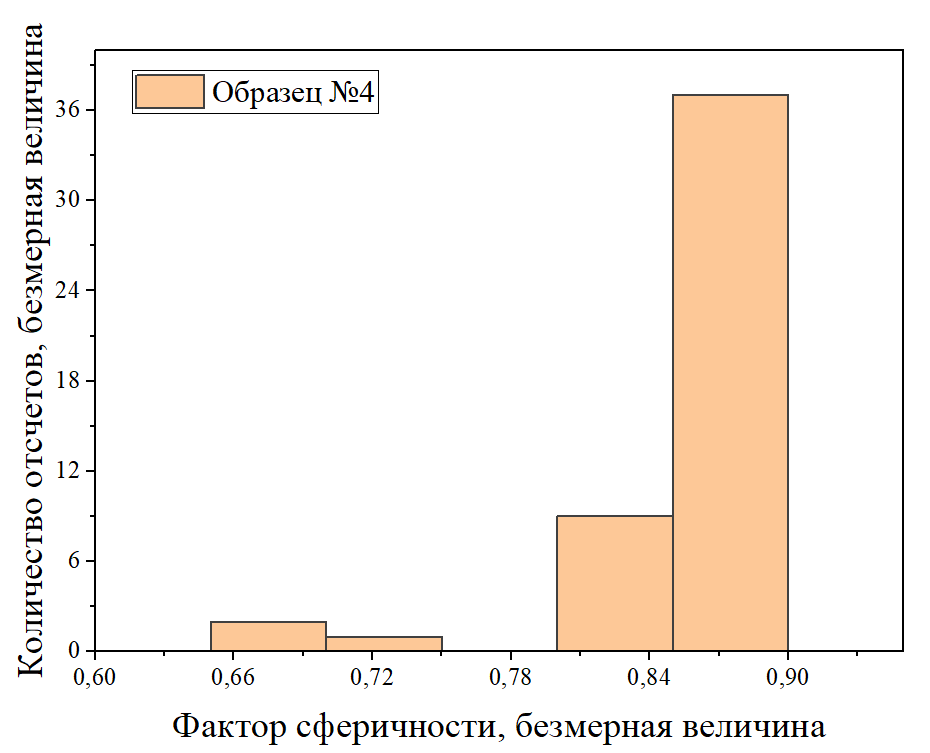 Количество отсчетов, безмерная величина
Образец №4
36
30
24
18
12
6
0
0,60 0,66 0,72 0,78 0,84 0,90
Фактор сферичности, безмерная величина